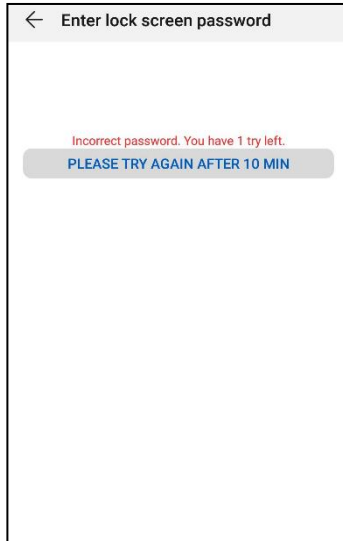 Enter lock screen password
Incorrect password. You have 1 try left.
PLEASE TRY AGAIN AFTER 10 MIN